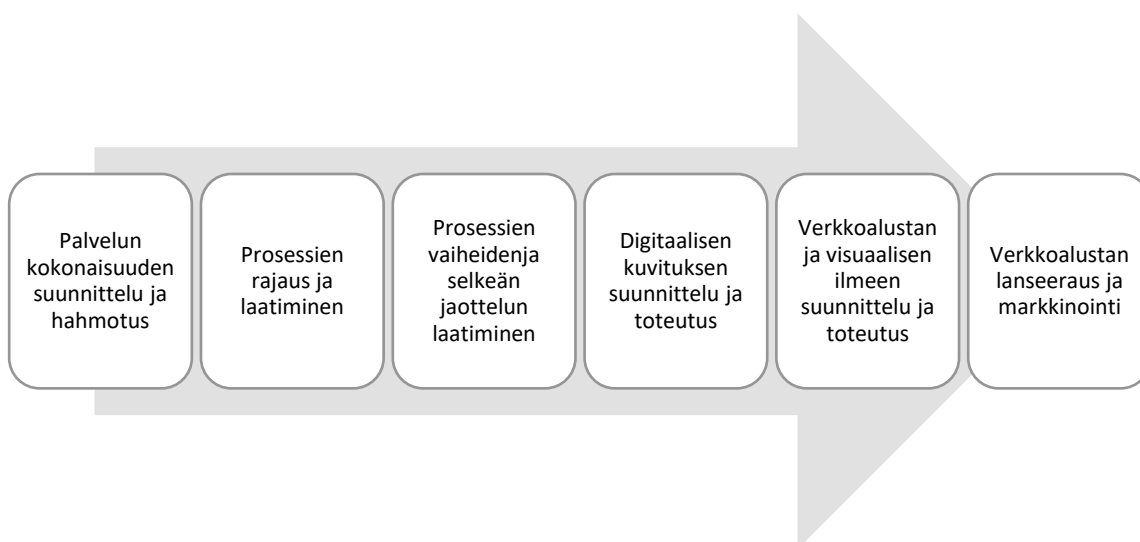 Palvelun
kokonaisuuden
suunnittelu ja
hahmotus
Prosessien
rajaus ja
laatiminen
Prosessien
vaiheidenja
selkeän
jaottelun
laatiminen
Digitaalisen
kuvituksen
suunnittelu ja
toteutus
Verkkoalustan
ja visuaalisen
ilmeen
suunnittelu ja
toteutus
Verkkoalustan
lanseeraus ja
markkinointi